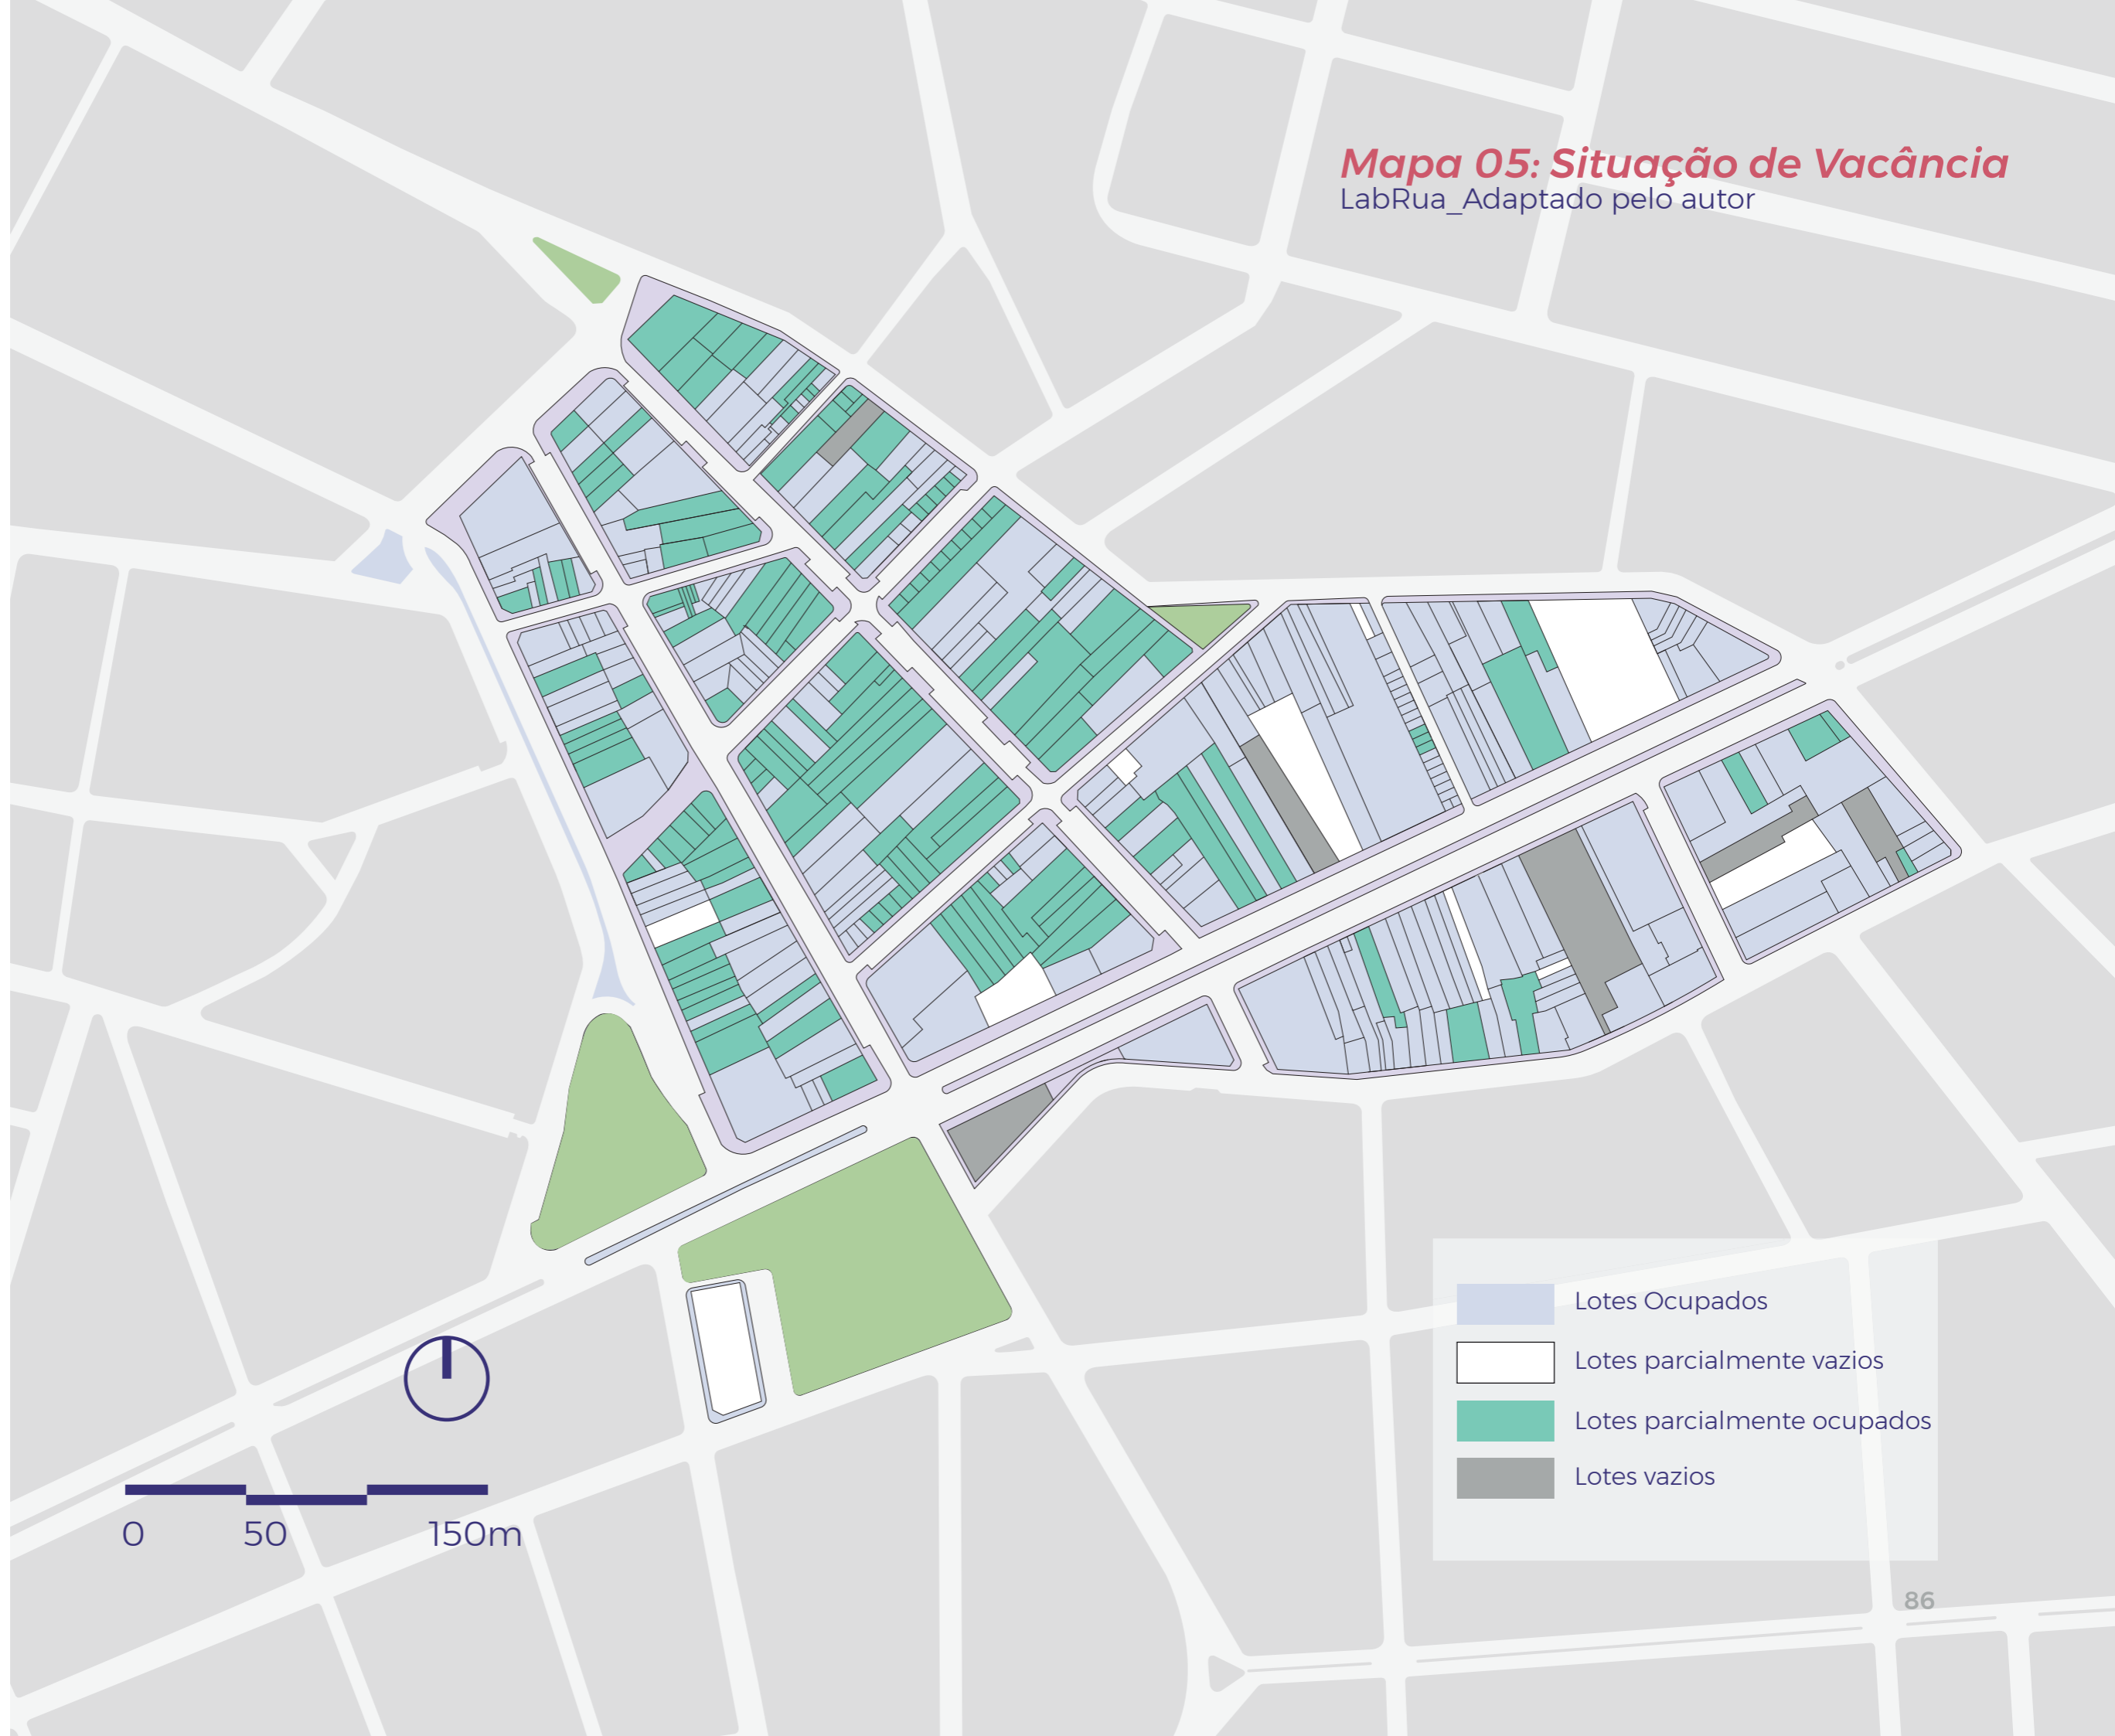 Mapa 05: Situação de Vacância
LabRua_Adaptado pelo autor
Lotes Ocupados
Lotes parcialmente vazios
Lotes parcialmente ocupados
Lotes vazios
0 50 150m
86